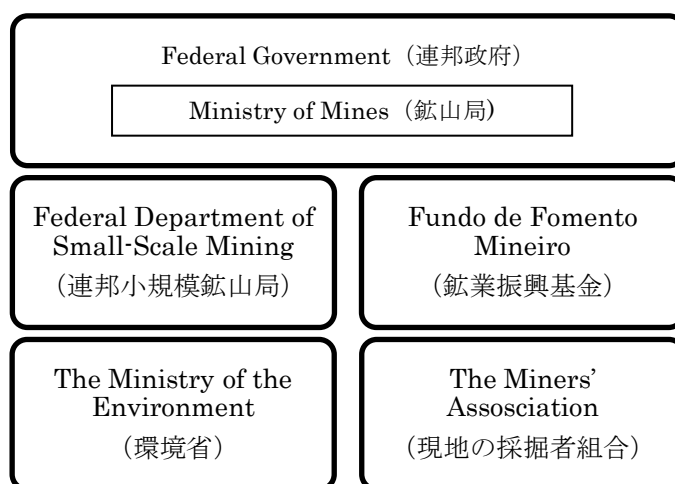 Federal Government（連邦政府）
Ministry of Mines（鉱山局)
Federal Department of
Small-Scale Mining
（連邦小規模鉱山局）
Fundo de Fomento
Mineiro
（鉱業振興基金）
The Ministry of the
Environment
（環境省）
The Miners’
Assosciation
（現地の採掘者組合）